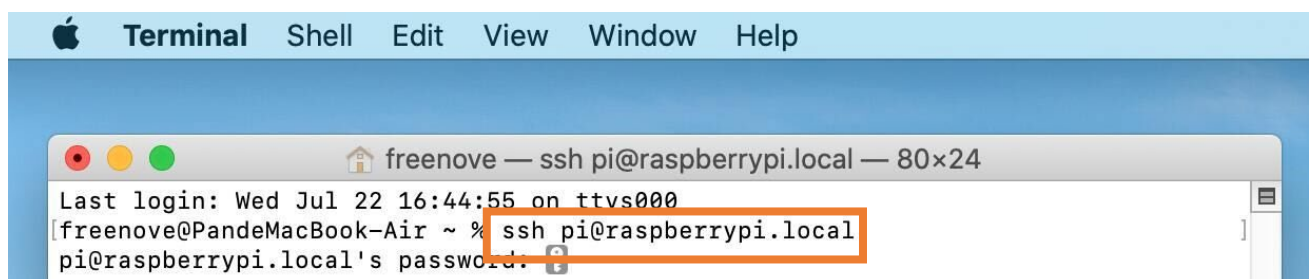 Terminal Shell Edit View Window Help
freenove — ssh pi@raspberrypi.local — 80×24
Last login: Wed Jul 22 16:44:55 on ttys000
[freenove@PandeMacBook-Air ~ % ssh pi@raspberrypi.local ]
pi@raspberrypi.local's password: